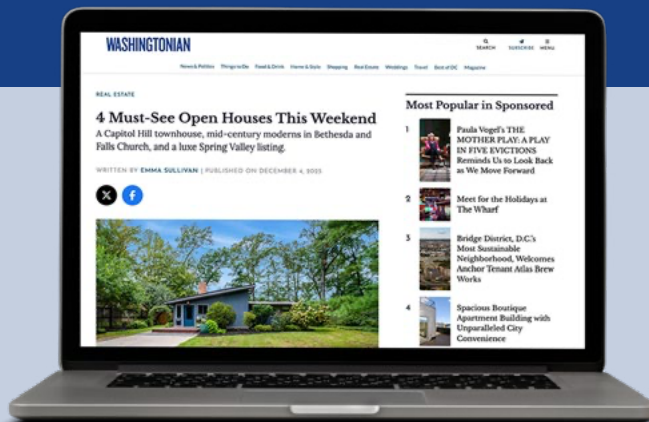 WASHINGTONIAN
SEARCH
SUBSCRIBE
MENU
News & Politics Things to Do Food & Drink Home & Style Shopping Real Estate Weddings Travel Best of DC Magazine
REAL ESTATE
4 Must-See Open Houses This Weekend
A Capitol Hill townhouse, mid-century moderns in Bethesda and
Falls Church, and a luxe Spring Valley listing.
WRITTEN BY EMMA SULLIVAN | PUBLISHED ON DECEMBER 4, 2025
Most Popular in Sponsored
1
Paula Vogel's THE
MOTHER PLAY: A PLAY
IN FIVE EVICTIONS
Reminds Us to Look Back
as We Move Forward
2
Meet for the Holidays at
The Wharf
3
Bridge District, D.C.'s
Most Sustainable
Neighborhood, Welcomes
Anchor Tenant Atlas Brew
Works
4
Spacious Boutique
Apartment Building with
Unparalleled City
Convenience